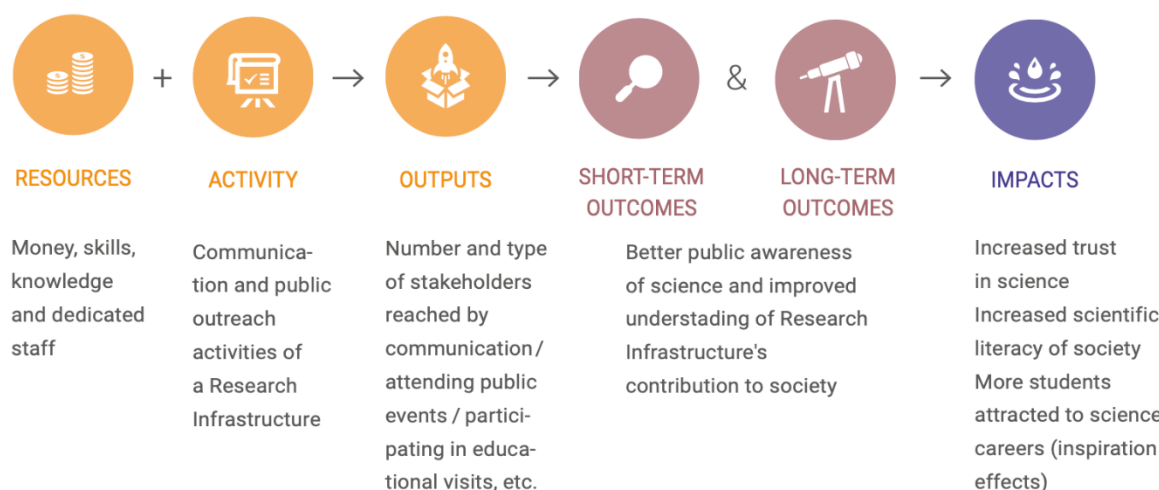 +
&
RESOURCES
ACTIVITY
OUTPUTS
SHORT-TERM
OUTCOMES
LONG-TERM
OUTCOMES
IMPACTS
Money, skills,
knowledge
and dedicated
staff
Communica-
tion and public
outreach
activities of
a Research
Infrastructure
Number and type
of stakeholders
reached by
communication /
attending public
events / partici-
pating in educa-
tional visits, etc.
Better public awareness
of science and improved
understading of Research
Infrastructure's
contribution to society
Increased trust
in science
Increased scientific
literacy of society
More students
attracted to science
careers (inspiration
effects)